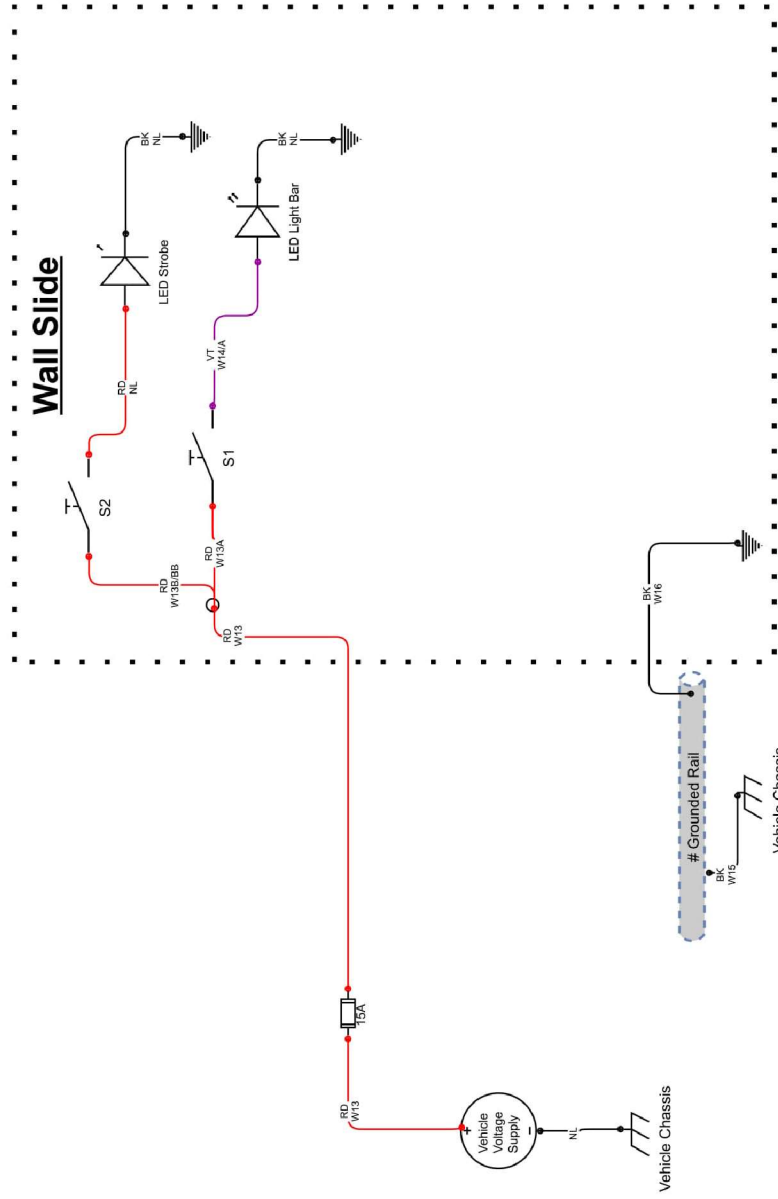 Wall Slide
BK
NL
LED Strobe
RD
NL
S2
RD
W13B/BB
BK
NL
LED Light Bar
VT
W14/A
S1
RD
W13A
RD
W13
15A
RD
W13
+
Vehicle
Voltage
Supply
-
NL
Vehicle Chassis
BK
W16
# Grounded Rail
BK
W15
Vehicle Chassis